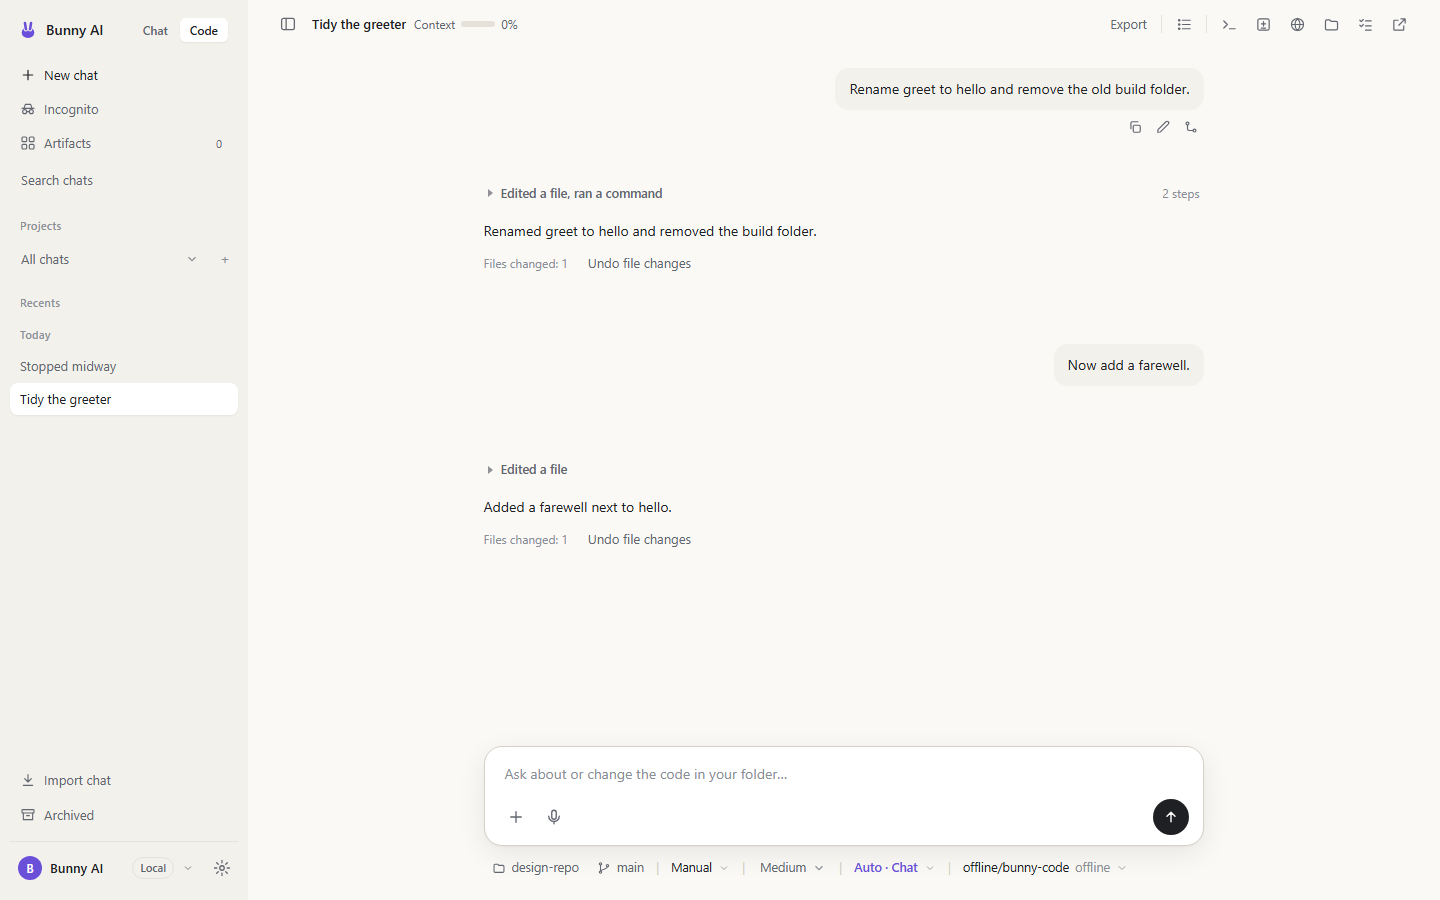 Bunny AI
Chat
Code
New chat
Incognito
Artifacts 0
Search chats
Projects
All chats +
Recents
Today
Stopped midway
Tidy the greeter
Import chat
Archived
B Bunny AI Local
Tidy the greeter Context 0%
Export
Rename greet to hello and remove the old build folder.
Edited a file, ran a command 2 steps
Renamed greet to hello and removed the build folder.
Files changed: 1 Undo file changes
Now add a farewell.
Edited a file
Added a farewell next to hello.
Files changed: 1 Undo file changes
Ask about or change the code in your folder...
design-repo main Manual Medium Auto · Chat offline/bunny-code offline